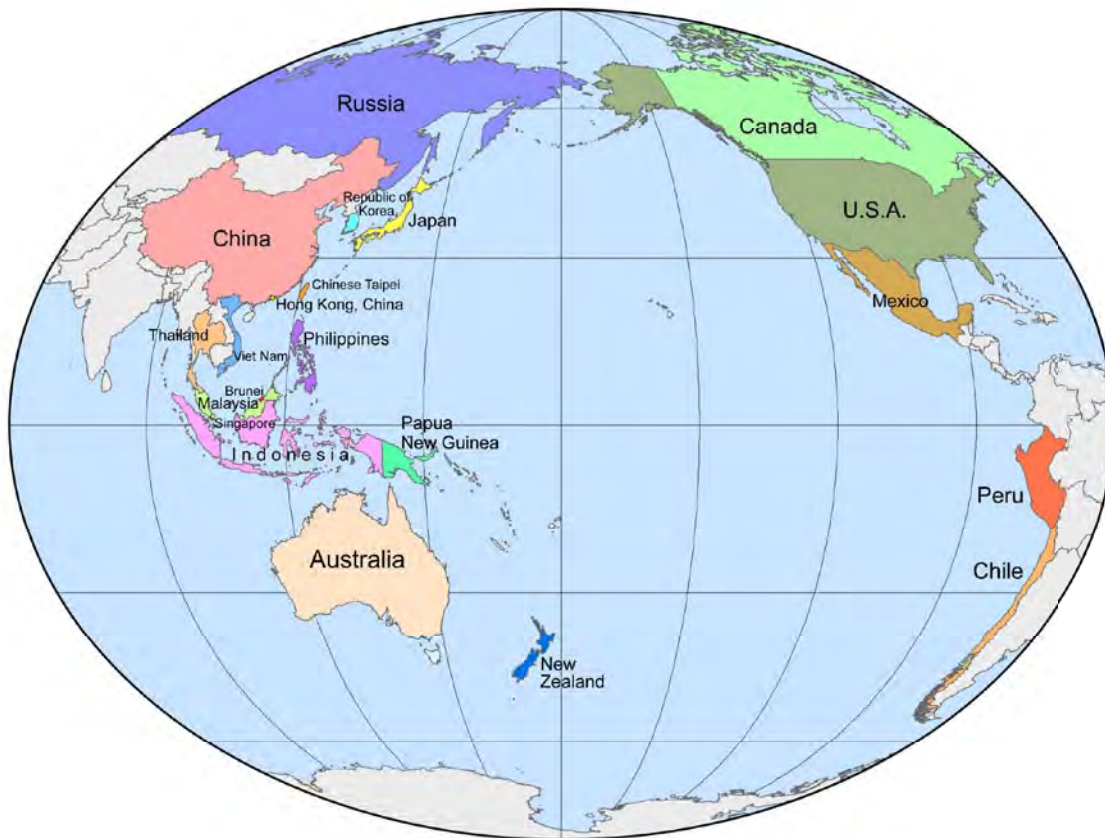 Russia
Canada
Republic of
Korea
Japan
U.S.A.
China
Chinese Taipei
Hong Kong, China
Mexico
Thailand
Philippines
Viet Nam
Brunei
Malaysia
Singapore
Papua
New Guinea
Indonesia
Peru
Australia
Chile
New
Zealand